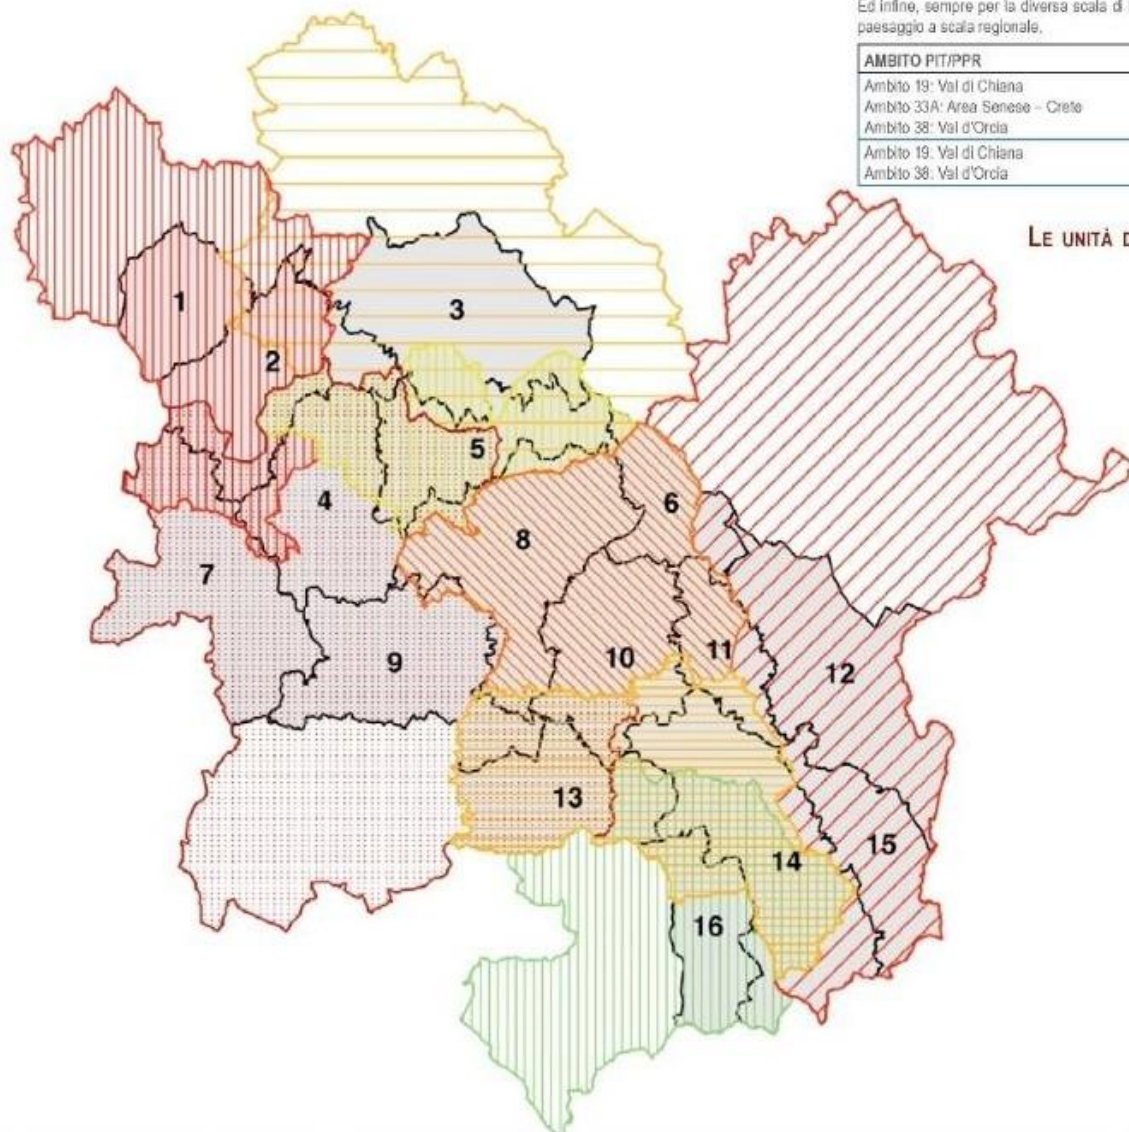 Ed infine, sempre per la diversa scala di
paesaggio a scala regionale,
AMBITO PIT/PPR
Ambito 19: Val di Chiana
Ambito 33A: Area Senese – Crete
Ambito 38: Val d'Orcia
Ambito 19: Val di Chiana
Ambito 38: Val d'Orcia
LE UNITÀ D
1
3
2
5
4
6
8
7
11
10
9
12
13
15
14
16